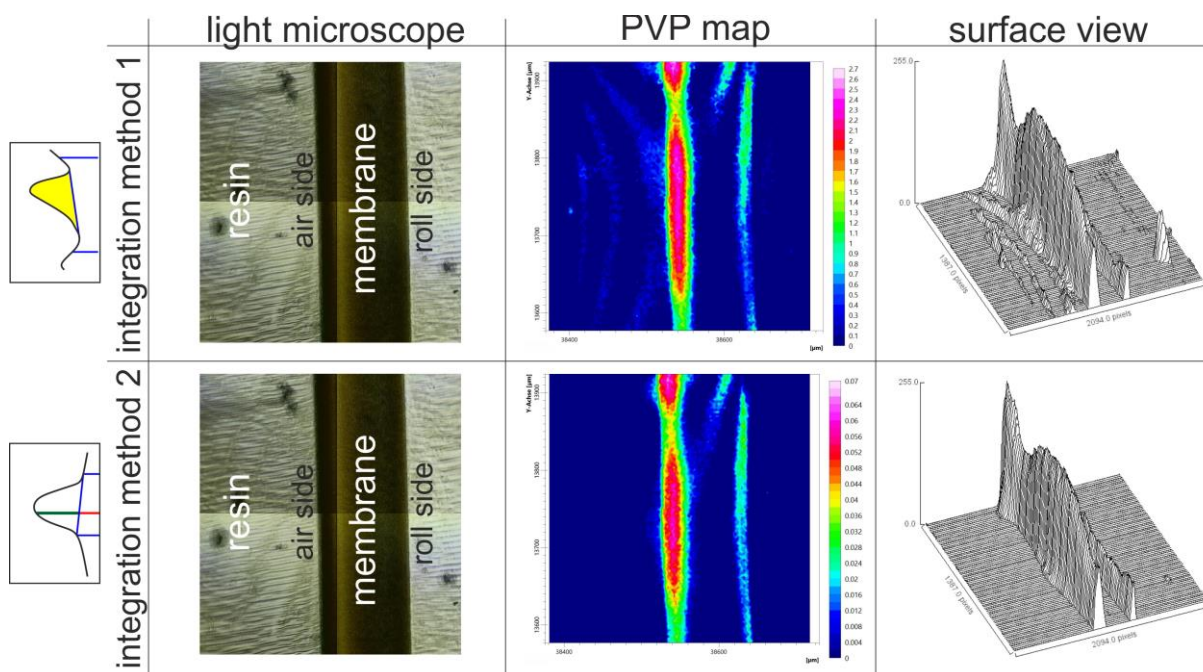 light microscope
PVP map
surface view
integration method 1
resin
air side
membrane
roll side
Y-Achse [µm]
13900
13800
13700
13600
38400
38600
[µm]
2.7
2.6
2.5
2.4
2.3
2.2
2.1
2
1.9
1.8
1.7
1.6
1.5
1.4
1.3
1.2
1.1
1
0.9
0.8
0.7
0.6
0.5
0.4
0.3
0.2
0.1
0
255.0
0.0
1387.0 pixels
2094.0 pixels
integration method 2
resin
air side
membrane
roll side
Y-Achse [µm]
13900
13800
13700
13600
38400
38600
[µm]
0.07
0.064
0.06
0.056
0.052
0.048
0.044
0.04
0.036
0.032
0.028
0.024
0.02
0.016
0.012
0.008
0.004
0
255.0
0.0
1387.0 pixels
2094.0 pixels